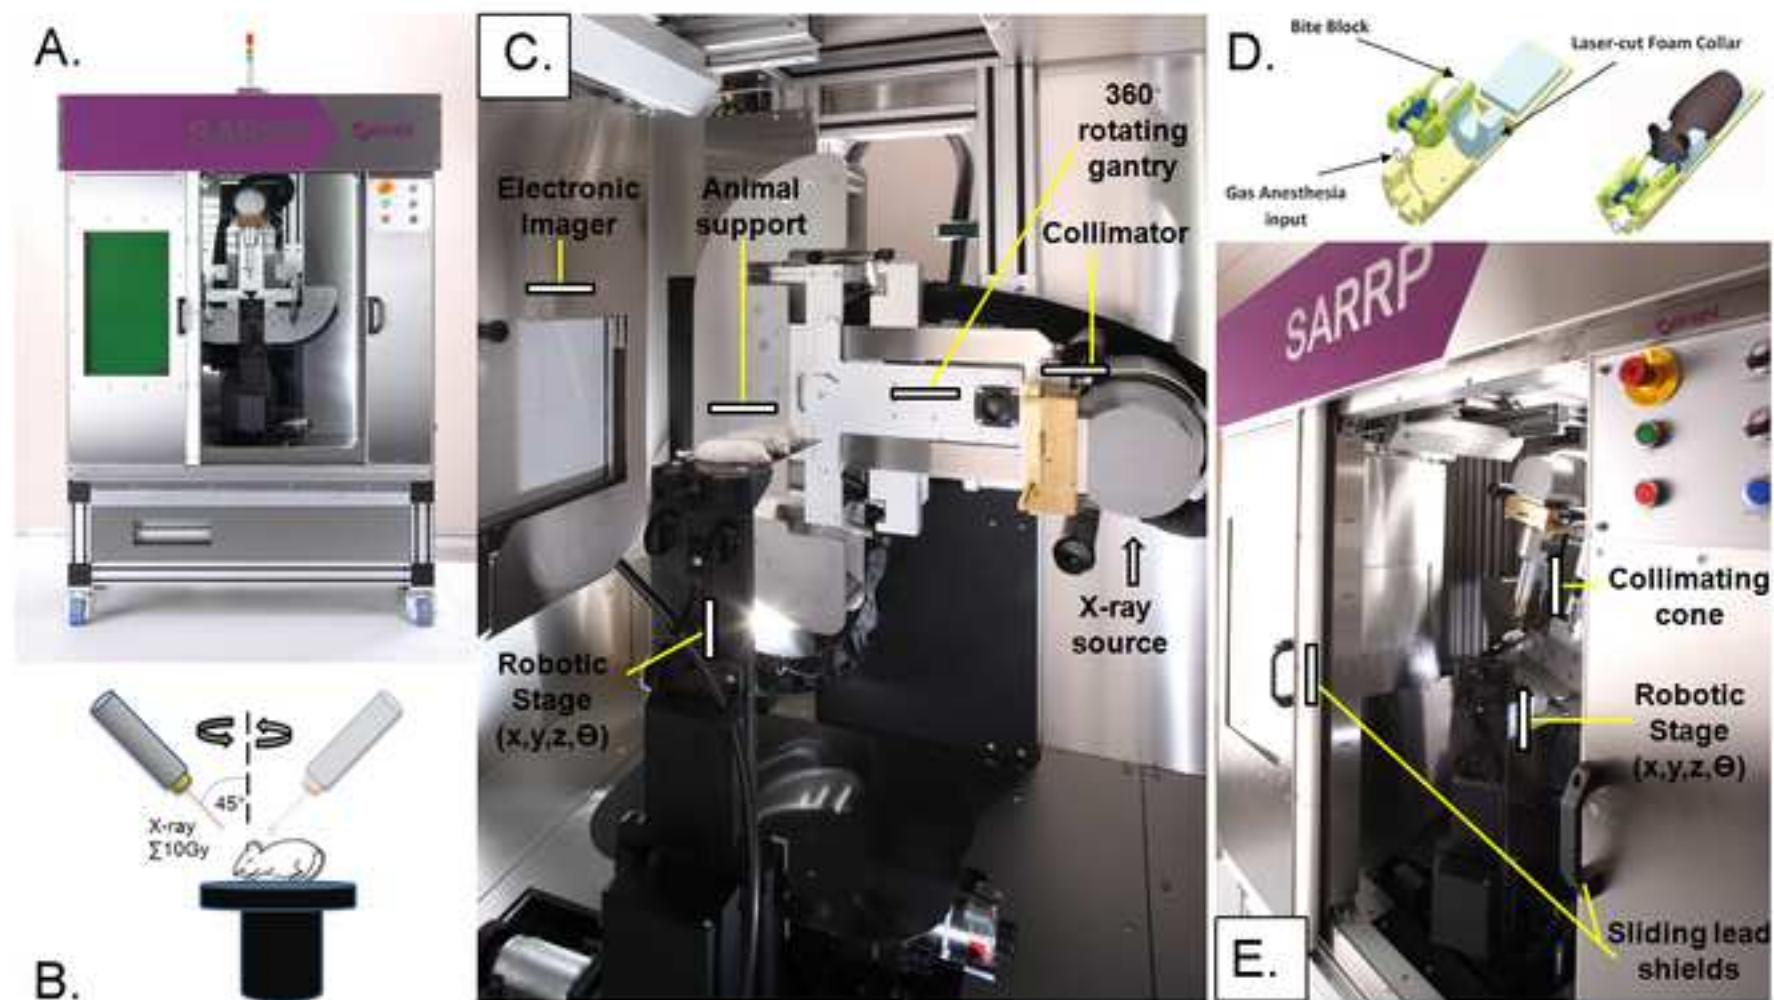 A.
SARRP
X-ray
∑10Gy
45°
B.
C.
Electronic
Imager
Animal
support
360°
rotating
gantry
Collimator
X-ray
source
Robotic
Stage
(x,y,z,Θ)
D.
Bite Block
Laser-cut Foam Collar
Gas Anesthesia
input
SARRP
Collimating
cone
Robotic
Stage
(x,y,z,Θ)
Sliding lead
shields
E.